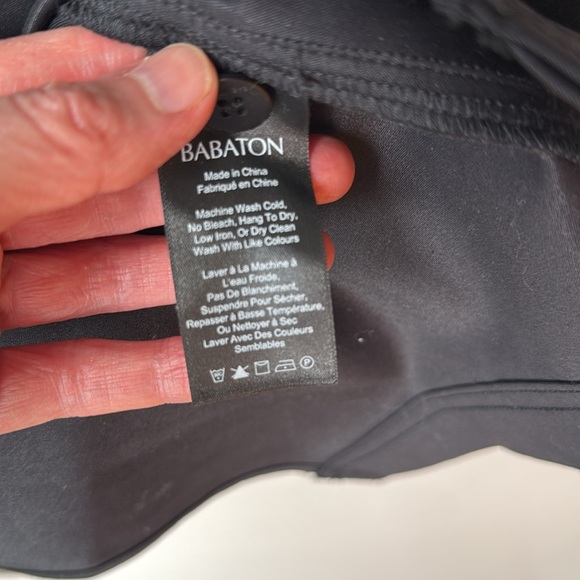 BABATON
Made in China
Fabriqué en Chine
Machine Wash Cold,
No Bleach, Hang To Dry,
Low Iron, Or Dry Clean
Wash With Like Colours
Laver à La Machine à
L'eau Froide,
Pas De Blanchiment,
Suspendre Pour Sécher,
Repasser à Basse Température,
Ou Nettoyer à Sec
Laver Avec Des Couleurs
Semblables
P